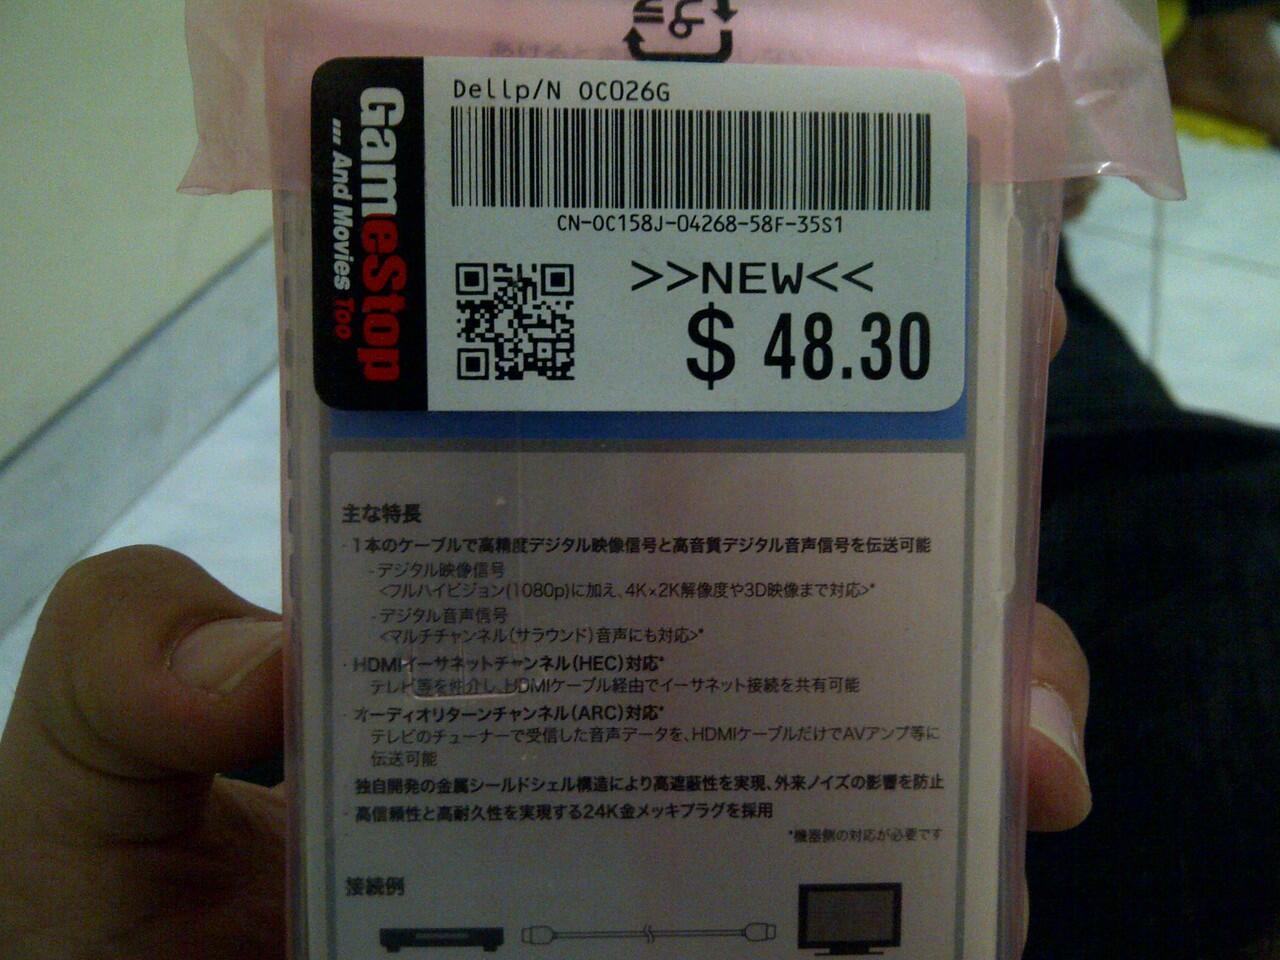 GameStop
... And Movies Too
Dellp/N 0C026G
CN-0C158J-04268-58F-35S1
>>NEW<<
$ 48.30
主な特長
・1本のケーブルで高精度デジタル映像信号と高音質デジタル音声信号を伝送可能
-デジタル映像信号
<フルハイビジョン(1080p)に加え、4K×2K解像度や3D映像まで対応>*
-デジタル音声信号
<マルチチャンネル(サラウンド)音声にも対応>*
・HDMIイーサネットチャンネル(HEC)対応*
テレビ等を仲介し、HDMIケーブル経由でイーサネット接続を共有可能
・オーディオリターンチャンネル(ARC)対応*
テレビのチューナーで受信した音声データを、HDMIケーブルだけでAVアンプ等に
伝送可能
独自開発の金属シールドシェル構造により高遮蔽性を実現、外来ノイズの影響を防止
・高信頼性と高耐久性を実現する24K金メッキプラグを採用
*機器側の対応が必要です
接続例